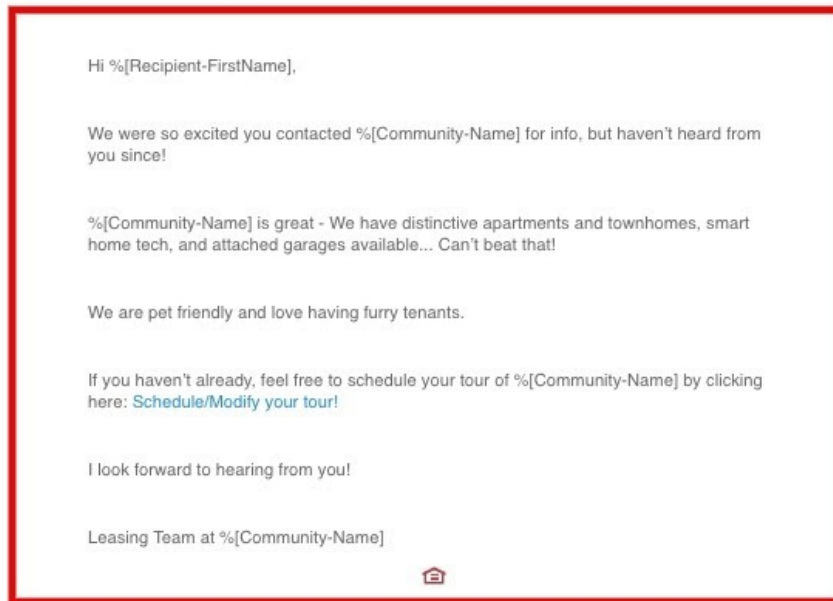 Hi %[Recipient-FirstName],
We were so excited you contacted %[Community-Name] for info, but haven't heard from
you since!
%[Community-Name] is great - We have distinctive apartments and townhomes, smart
home tech, and attached garages available... Can't beat that!
We are pet friendly and love having furry tenants.
If you haven't already, feel free to schedule your tour of %[Community-Name] by clicking
here: Schedule/Modify your tour!
I look forward to hearing from you!
Leasing Team at %[Community-Name]